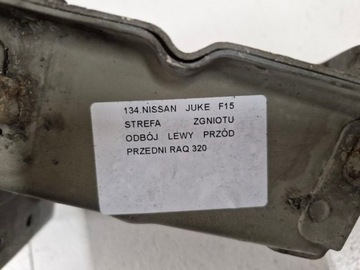 134.NISSAN JUKE F15
STREFA ZGNIOTU
ODBÓJ LEWY PRZÓD
PRZEDNI RAQ 320